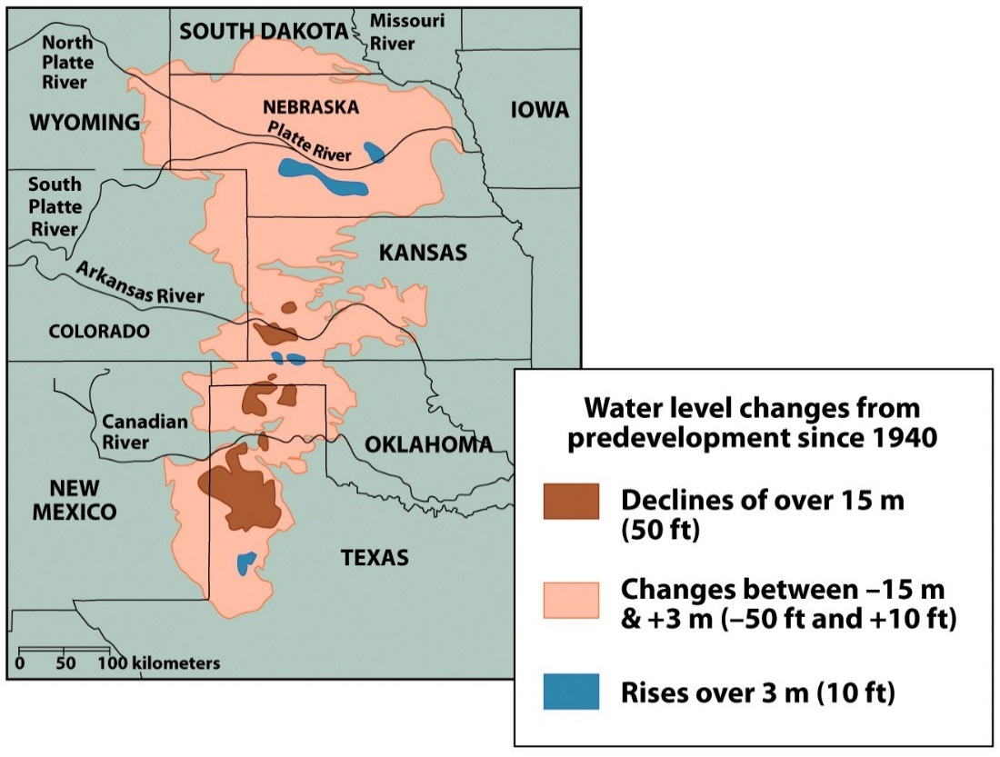 SOUTH DAKOTA
Missouri
River
North
Platte
River
WYOMING
NEBRASKA
IOWA
Platte River
South
Platte
River
KANSAS
Arkansas River
COLORADO
Canadian
River
OKLAHOMA
NEW
MEXICO
TEXAS
0 50 100 kilometers
Water level changes from
predevelopment since 1940
Declines of over 15 m
(50 ft)
Changes between –15 m
& +3 m (–50 ft and +10 ft)
Rises over 3 m (10 ft)